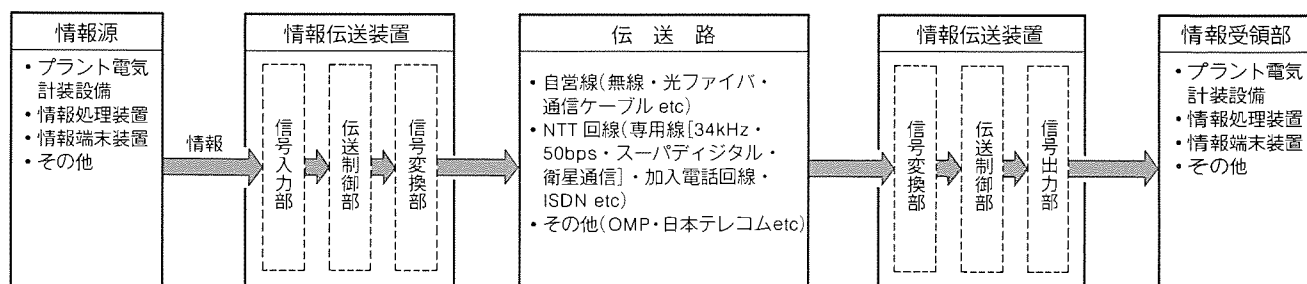 情報源
・プラント電気
計装設備
・情報処理装置
・情報端末装置
・その他
情報
情報伝送装置
信号入力部
伝送制御部
信号変換部
伝送路
・自営線(無線・光ファイバ・
通信ケーブル etc)
・NTT 回線(専用線[34kHz・
50bps・スーパディジタル・
衛星通信]・加入電話回線・
ISDN etc)
・その他(OMP・日本テレコムetc)
情報伝送装置
信号変換部
伝送制御部
信号出力部
情報受領部
・プラント電気
計装設備
・情報処理装置
・情報端末装置
・その他